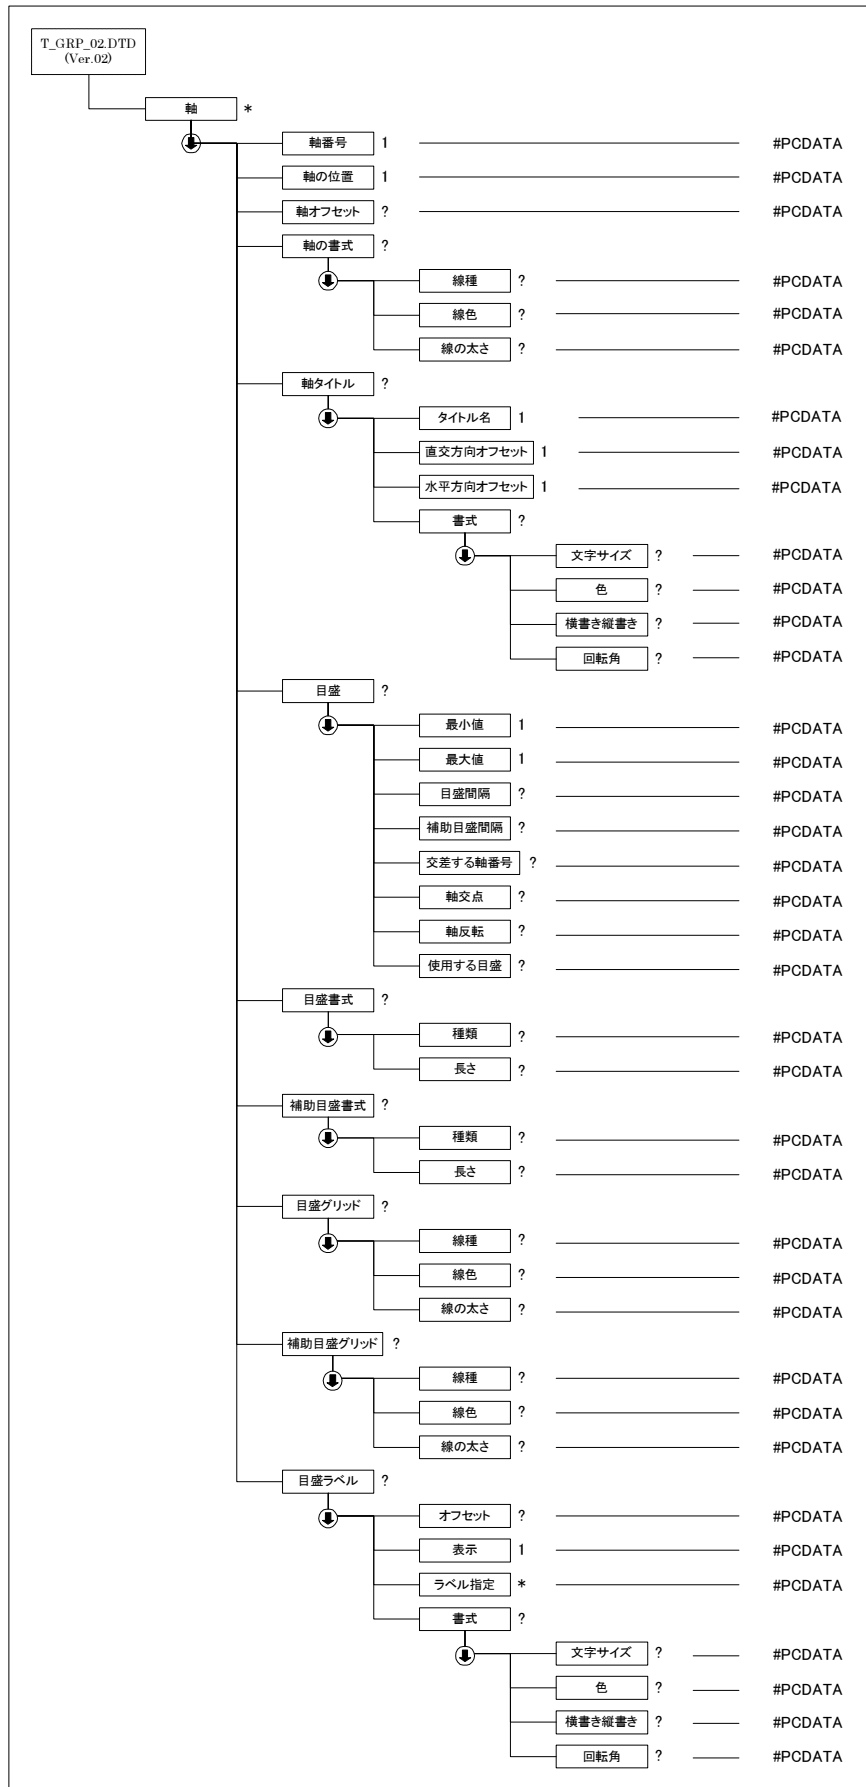 T_GRP_02.DTD
(Ver.02)
軸 *
軸番号 1 #PCDATA
軸の位置 1 #PCDATA
軸オフセット ? #PCDATA
軸の書式 ?
線種 ? #PCDATA
線色 ? #PCDATA
線の太さ ? #PCDATA
軸タイトル ?
タイトル名 1 #PCDATA
直交方向オフセット 1 #PCDATA
水平方向オフセット 1 #PCDATA
書式 ?
文字サイズ ? #PCDATA
色 ? #PCDATA
横書き縦書き ? #PCDATA
回転角 ? #PCDATA
目盛 ?
最小値 1 #PCDATA
最大値 1 #PCDATA
目盛間隔 ? #PCDATA
補助目盛間隔 ? #PCDATA
交差する軸番号 ? #PCDATA
軸交点 ? #PCDATA
軸反転 ? #PCDATA
使用する目盛 ? #PCDATA
目盛書式 ?
種類 ? #PCDATA
長さ ? #PCDATA
補助目盛書式 ?
種類 ? #PCDATA
長さ ? #PCDATA
目盛グリッド ?
線種 ? #PCDATA
線色 ? #PCDATA
線の太さ ? #PCDATA
補助目盛グリッド ?
線種 ? #PCDATA
線色 ? #PCDATA
線の太さ ? #PCDATA
目盛ラベル ?
オフセット ? #PCDATA
表示 1 #PCDATA
ラベル指定 * #PCDATA
書式 ?
文字サイズ ? #PCDATA
色 ? #PCDATA
横書き縦書き ? #PCDATA
回転角 ? #PCDATA